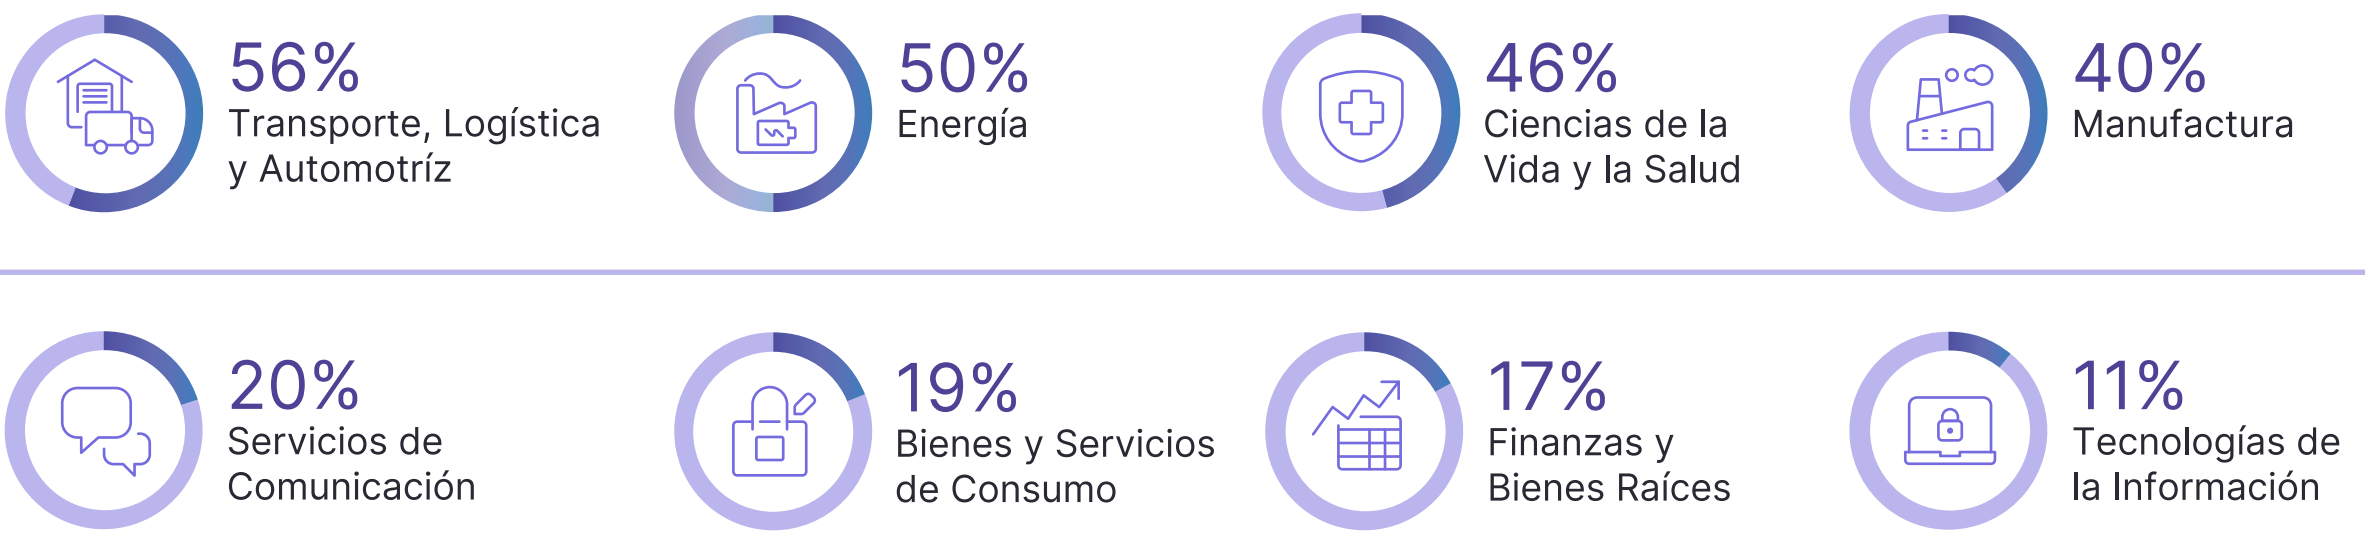 56%
Transporte, Logística
y Automotríz
50%
Energía
46%
Ciencias de la
Vida y la Salud
40%
Manufactura
20%
Servicios de
Comunicación
19%
Bienes y Servicios
de Consumo
17%
Finanzas y
Bienes Raíces
11%
Tecnologías de
la Información